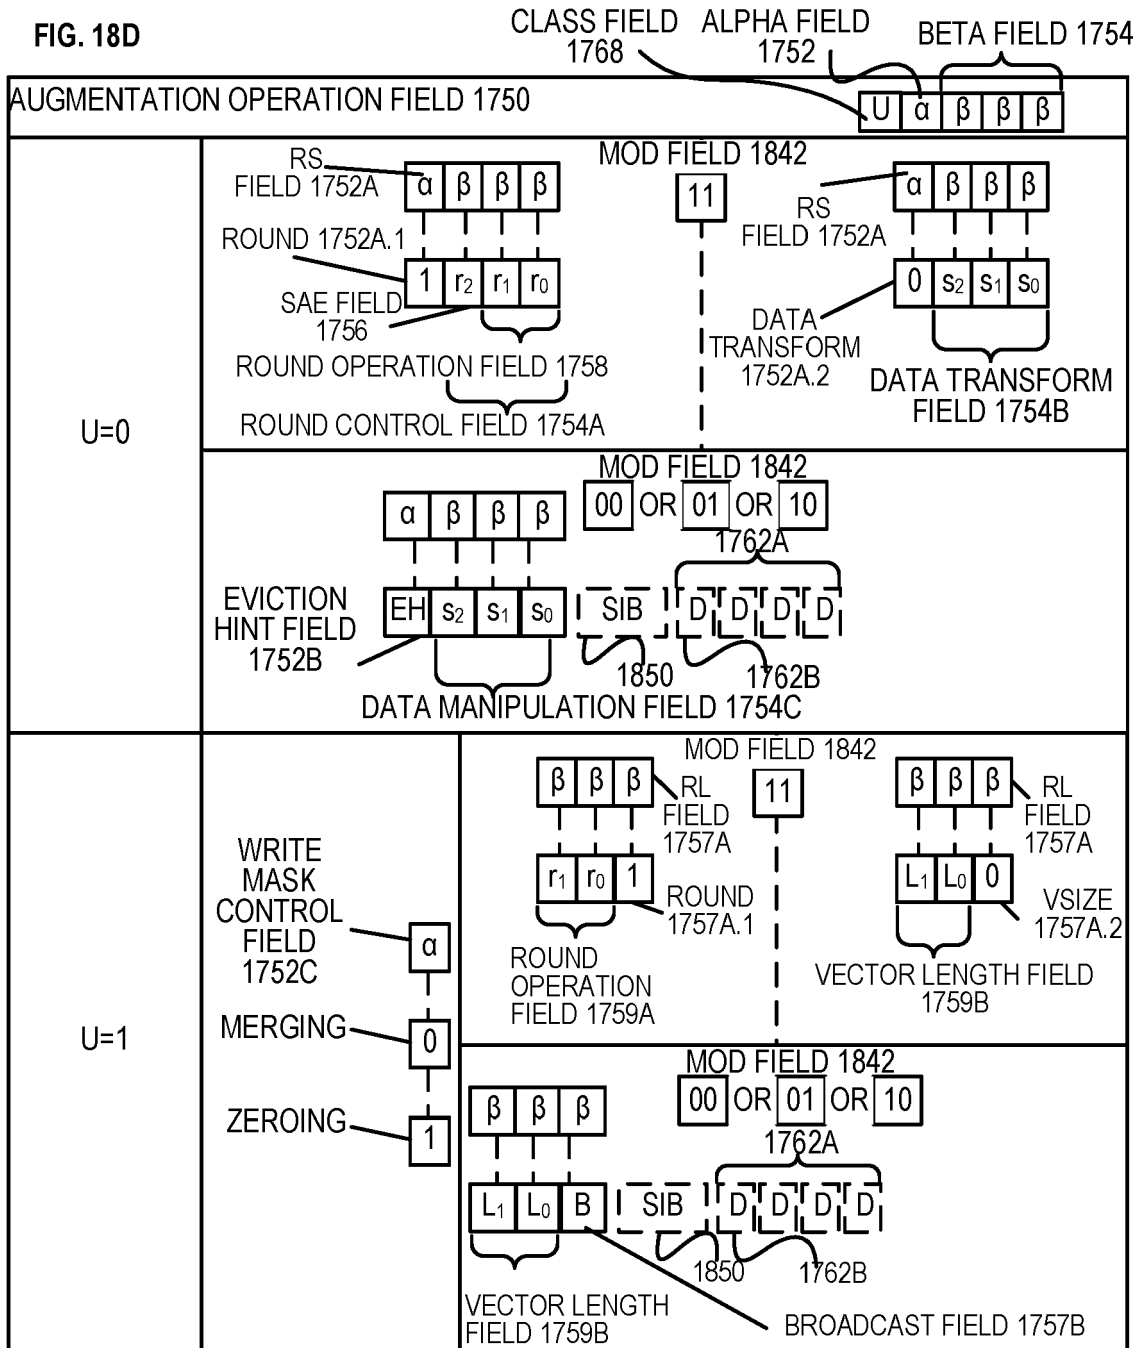 FIG. 18D
CLASS FIELD 1768
ALPHA FIELD 1752
BETA FIELD 1754
AUGMENTATION OPERATION FIELD 1750
U α β β β
U=0
MOD FIELD 1842
11
RS FIELD 1752A
α β β β
ROUND 1752A.1
1 r2 r1 r0
SAE FIELD 1756
ROUND OPERATION FIELD 1758
ROUND CONTROL FIELD 1754A
α β β β
RS FIELD 1752A
0 s2 s1 s0
DATA TRANSFORM 1752A.2
DATA TRANSFORM FIELD 1754B
MOD FIELD 1842
00 OR 01 OR 10
α β β β
1762A
EVICTION HINT FIELD 1752B
EH s2 s1 s0
SIB D D D D
1850
1762B
DATA MANIPULATION FIELD 1754C
U=1
WRITE MASK CONTROL FIELD 1752C
α
MERGING
0
ZEROING
1
MOD FIELD 1842
11
β β β
RL FIELD 1757A
r1 r0 1
ROUND 1757A.1
ROUND OPERATION FIELD 1759A
β β β
RL FIELD 1757A
L1 L0 0
VSIZE 1757A.2
VECTOR LENGTH FIELD 1759B
MOD FIELD 1842
00 OR 01 OR 10
β β β
1762A
L1 L0 B
SIB D D D D
1850
1762B
VECTOR LENGTH FIELD 1759B
BROADCAST FIELD 1757B